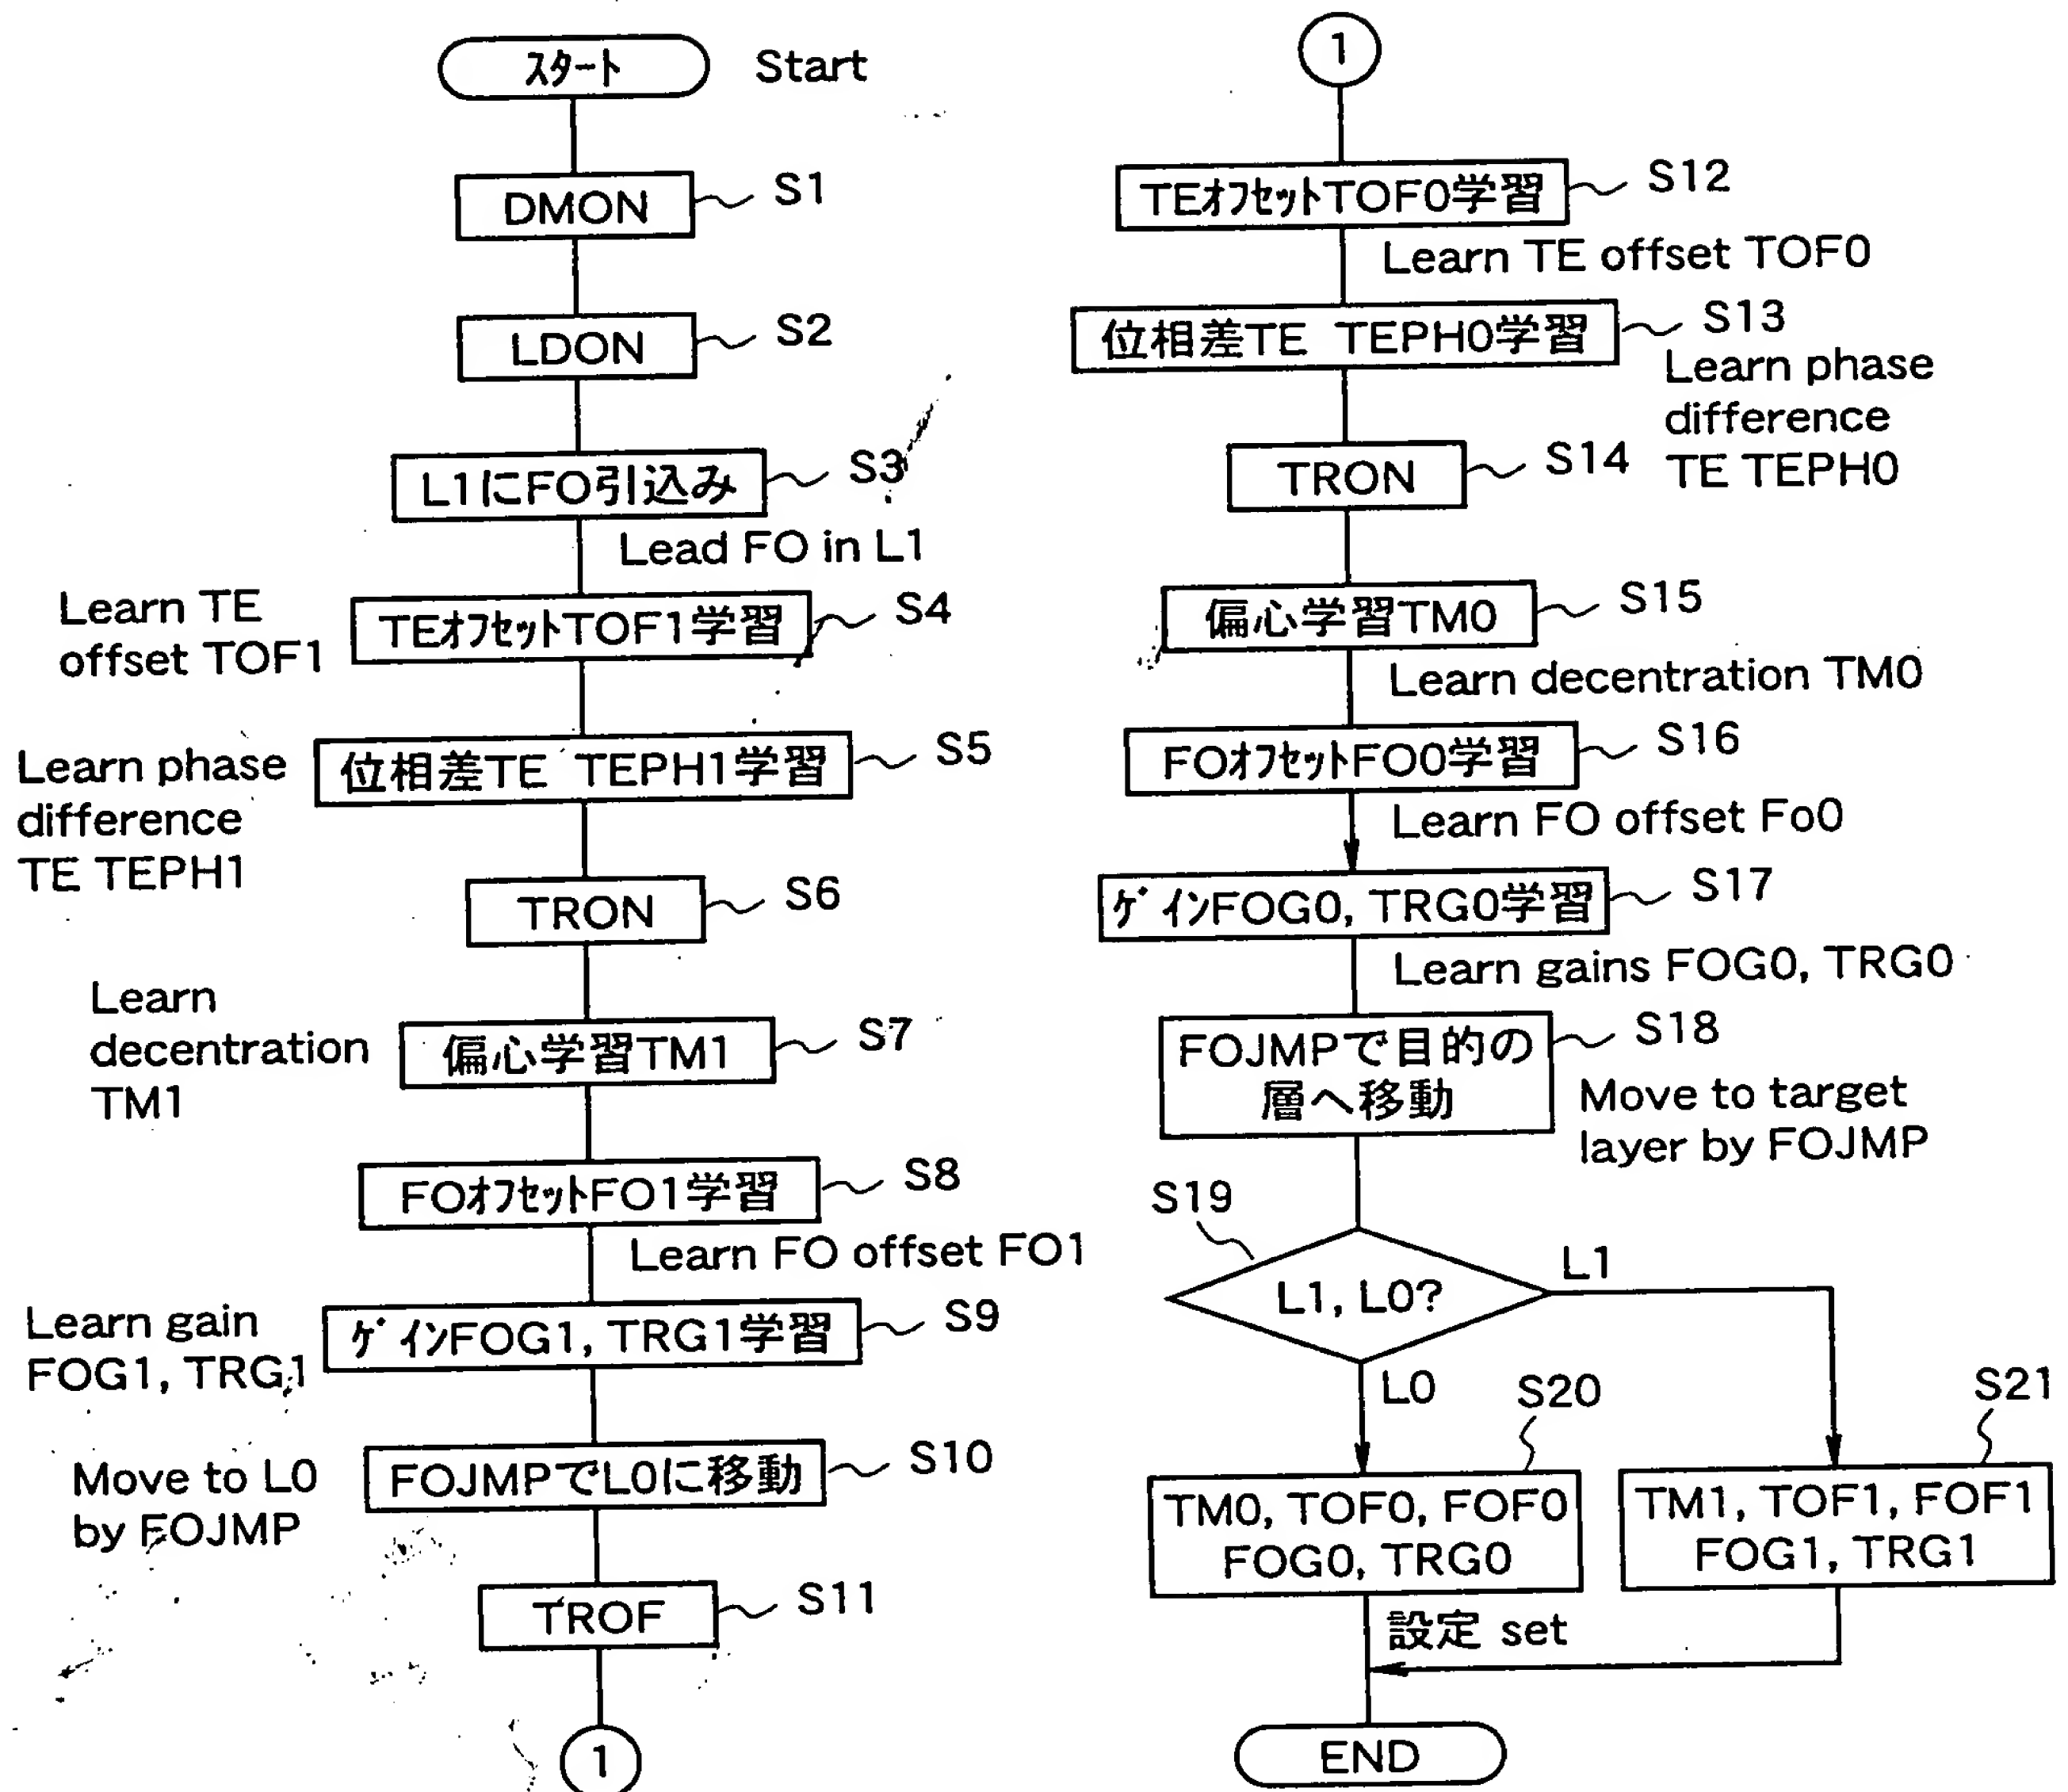 スタート
Start
DMON
S1
LDON
S2
L1にFO引込み
S3
Lead FO in L1
Learn TE
offset TOF1
TEオフセットTOF1学習
S4
Learn phase
difference
TE TEPH1
位相差TE TEPH1学習
S5
TRON
S6
Learn
decentration
TM1
偏心学習TM1
S7
FOオフセットFO1学習
S8
Learn FO offset FO1
Learn gain
FOG1, TRG1
ゲインFOG1, TRG1学習
S9
Move to L0
by FOJMP
FOJMPでL0に移動
S10
TROF
S11
1
1
TEオフセットTOF0学習
S12
Learn TE offset TOF0
位相差TE TEPH0学習
S13
Learn phase
difference
TE TEPH0
TRON
S14
偏心学習TM0
S15
Learn decentration TM0
FOオフセットFO0学習
S16
Learn FO offset Fo0
ゲインFOG0, TRG0学習
S17
Learn gains FOG0, TRG0
FOJMPで目的の
層へ移動
S18
Move to target
layer by FOJMP
S19
L1, L0?
L1
L0
S20
TM0, TOF0, FOF0
FOG0, TRG0
S21
TM1, TOF1, FOF1
FOG1, TRG1
設定 set
END